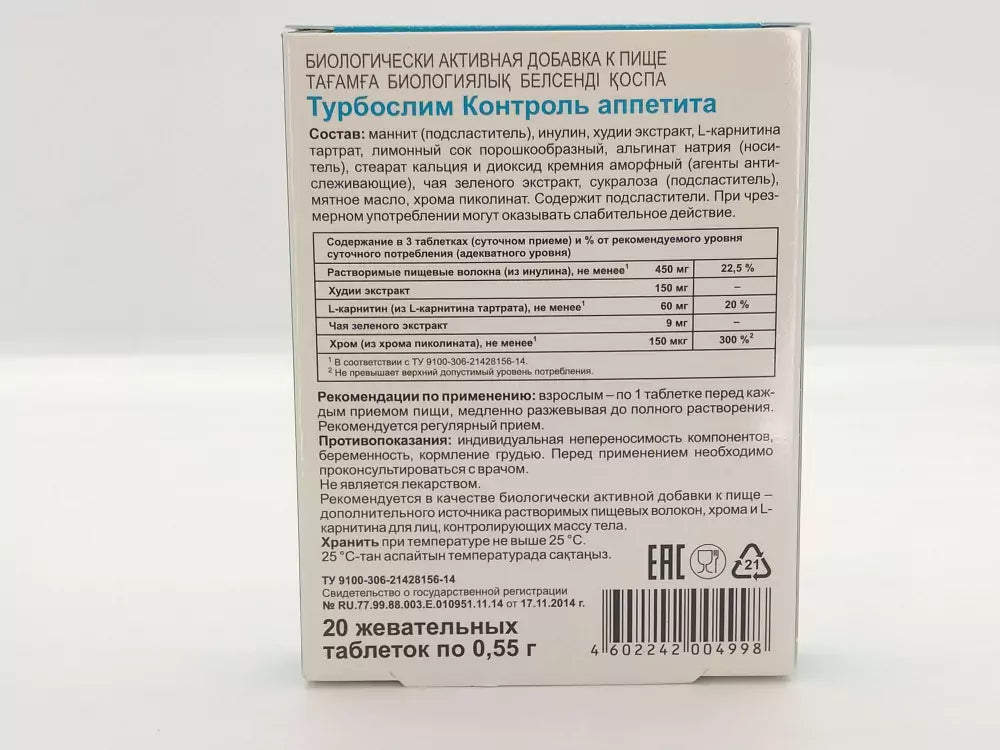 БИОЛОГИЧЕСКИ АКТИВНАЯ ДОБАВКА К ПИЩЕ
ТАҒАМҒА БИОЛОГИЯЛЫҚ БЕЛСЕНДІ ҚОСПА
Турбослим Контроль аппетита
Состав: маннит (подсластитель), инулин, худии экстракт, L-карнитина
тартрат, лимонный сок порошкообразный, альгинат натрия (носи-
тель), стеарат кальция и диоксид кремния аморфный (агенты анти-
слеживающие), чая зеленого экстракт, сукралоза (подсластитель),
мятное масло, хрома пиколинат. Содержит подсластители. При чрез-
мерном употреблении могут оказывать слабительное действие.
Содержание в 3 таблетках (суточном приеме) и % от рекомендуемого уровня
суточного потребления (адекватного уровня)
Растворимые пищевые волокна (из инулина), не менее¹ 450 мг 22,5 %
Худии экстракт 150 мг –
L-карнитин (из L-карнитина тартрата), не менее¹ 60 мг 20 %
Чая зеленого экстракт 9 мг –
Хром (из хрома пиколината), не менее¹ 150 мкг 300 %²
¹ В соответствии с ТУ 9100-306-21428156-14.
² Не превышает верхний допустимый уровень потребления.
Рекомендации по применению: взрослым – по 1 таблетке перед каж-
дым приемом пищи, медленно разжевывая до полного растворения.
Рекомендуется регулярный прием.
Противопоказания: индивидуальная непереносимость компонентов,
беременность, кормление грудью. Перед применением необходимо
проконсультироваться с врачом.
Не является лекарством.
Рекомендуется в качестве биологически активной добавки к пище –
дополнительного источника растворимых пищевых волокон, хрома и L-
карнитина для лиц, контролирующих массу тела.
Хранить при температуре не выше 25 °C.
25 °C-тан аспайтын температурада сақтаңыз.
EAC 21
ТУ 9100-306-21428156-14
Свидетельство о государственной регистрации
№ RU.77.99.88.003.Е.010951.11.14 от 17.11.2014 г.
20 жевательных
таблеток по 0,55 г
4 602242 004998